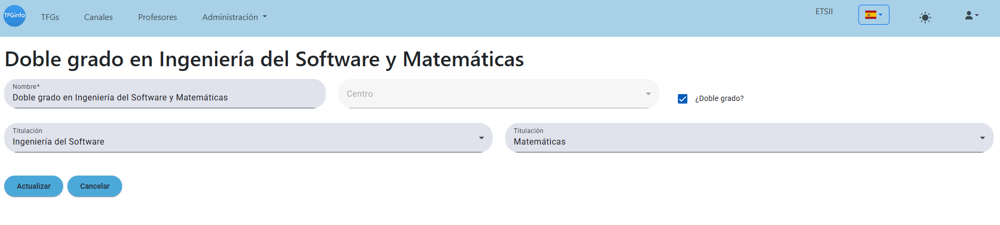 TFGinfo TFGs Canales Profesores Administración ETSII
Doble grado en Ingeniería del Software y Matemáticas
Nombre*
Doble grado en Ingeniería del Software y Matemáticas
Centro
¿Doble grado?
Titulación
Ingeniería del Software
Titulación
Matemáticas
Actualizar Cancelar